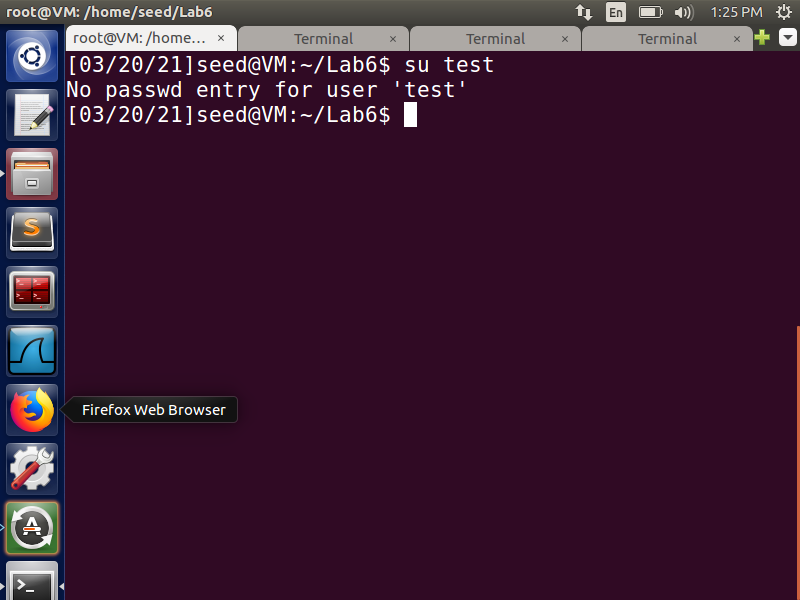 root@VM: /home/seed/Lab6
En
1:25 PM
root@VM: /home... ×
Terminal ×
Terminal ×
Terminal ×
[03/20/21]seed@VM:~/Lab6$ su test
No passwd entry for user 'test'
[03/20/21]seed@VM:~/Lab6$
Firefox Web Browser